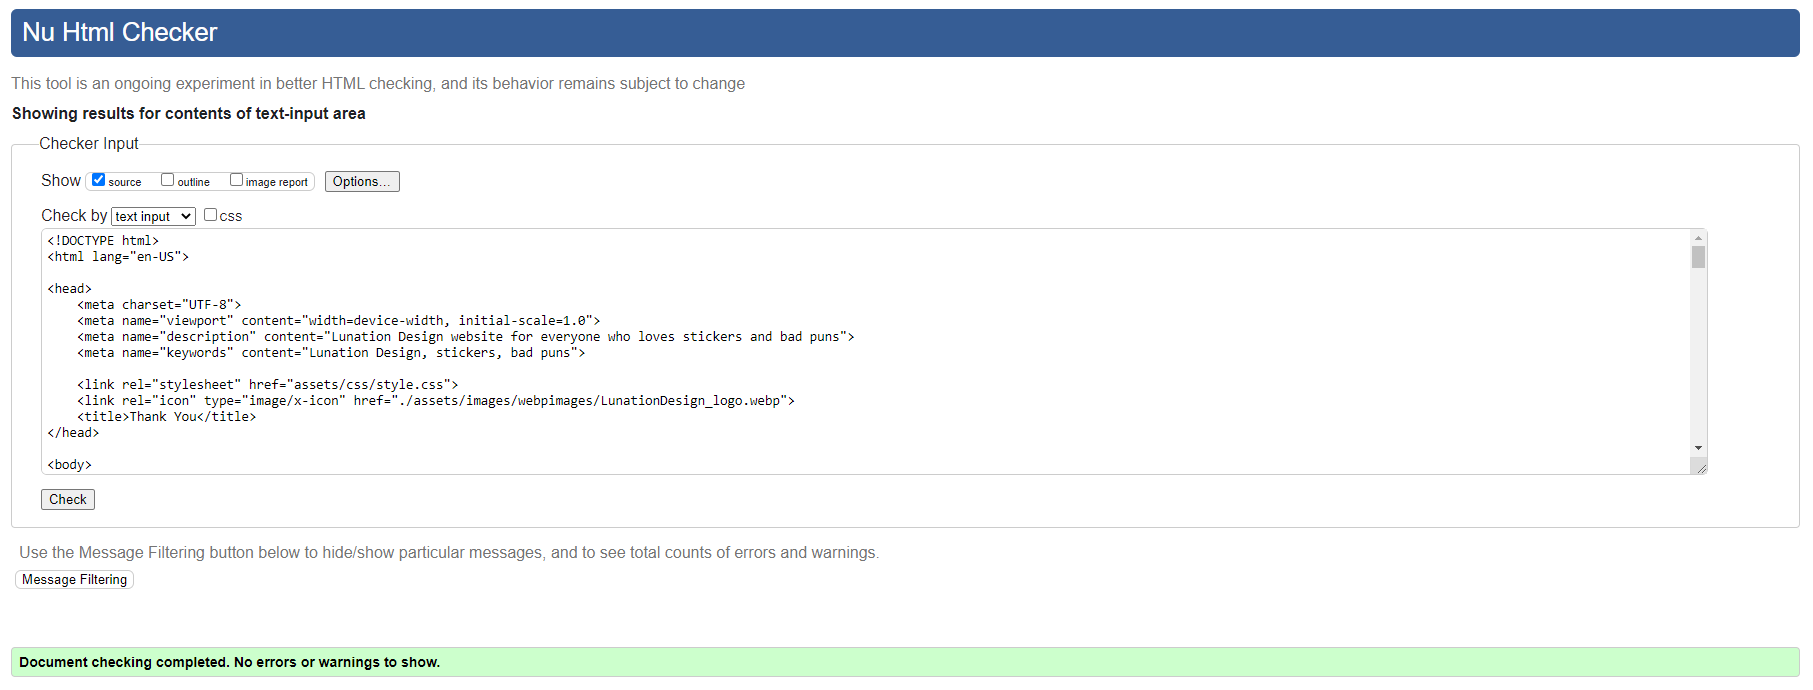 Nu Html Checker
This tool is an ongoing experiment in better HTML checking, and its behavior remains subject to change
Showing results for contents of text-input area
Checker Input
Show source outline image report Options...
Check by text input css
<!DOCTYPE html>
<html lang="en-US">
<head>
<meta charset="UTF-8">
<meta name="viewport" content="width=device-width, initial-scale=1.0">
<meta name="description" content="Lunation Design website for everyone who loves stickers and bad puns">
<meta name="keywords" content="Lunation Design, stickers, bad puns">
<link rel="stylesheet" href="assets/css/style.css">
<link rel="icon" type="image/x-icon" href="./assets/images/webpimages/LunationDesign_logo.webp">
<title>Thank You</title>
</head>
<body>
Check
Use the Message Filtering button below to hide/show particular messages, and to see total counts of errors and warnings.
Message Filtering
Document checking completed. No errors or warnings to show.